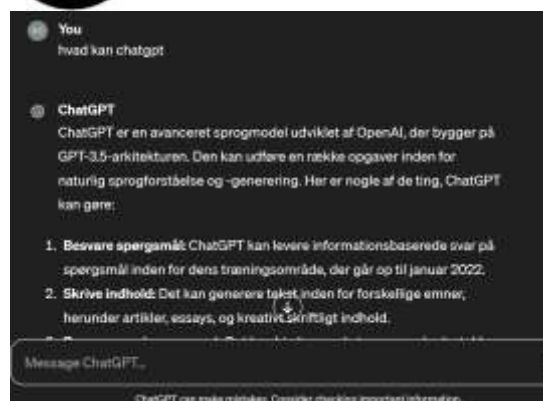 You
hvad kan chatgpt
ChatGPT
ChatGPT er en avanceret sprogmodel udviklet af OpenAI, der bygger på
GPT-3.5-arkitekturen. Den kan udføre en række opgaver inden for
naturlig sprogforståelse og -generering. Her er nogle af de ting, ChatGPT
kan gøre:
1. Besvare spørgsmål: ChatGPT kan levere informationsbaserede svar på
spørgsmål inden for dens træningsområde, der går op til januar 2022.
2. Skrive indhold: Det kan generere tekst inden for forskellige emner,
herunder artikler, essays, og kreativt skriftligt indhold.
Message ChatGPT...
ChatGPT can make mistakes. Consider checking important information.